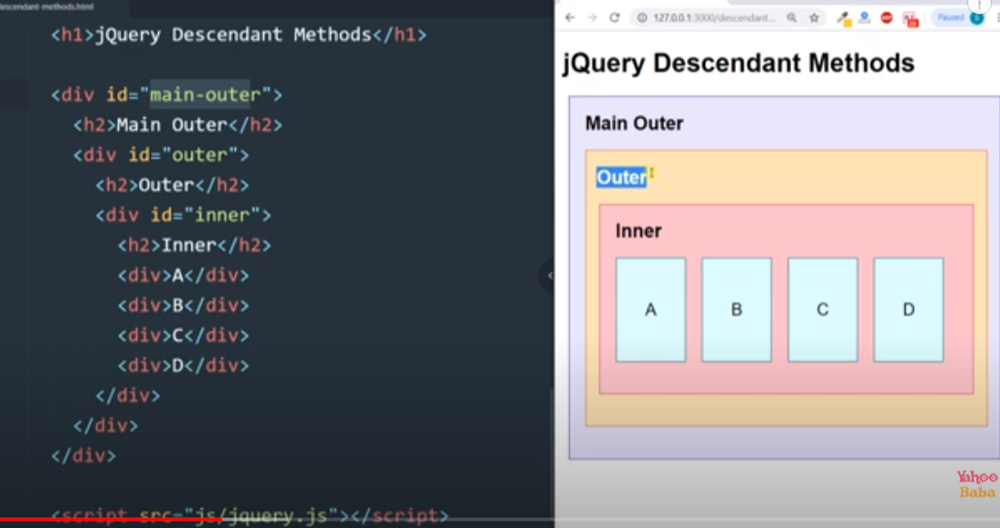 descendant-methods.html
<h1>jQuery Descendant Methods</h1>
<div id="main-outer">
<h2>Main Outer</h2>
<div id="outer">
<h2>Outer</h2>
<div id="inner">
<h2>Inner</h2>
<div>A</div>
<div>B</div>
<div>C</div>
<div>D</div>
</div>
</div>
</div>
<script src="js/jquery.js"></script>
127.0.0.1:3000/descendant...
Paused
jQuery Descendant Methods
Main Outer
Outer
Inner
A B C D
Yahoo
Baba